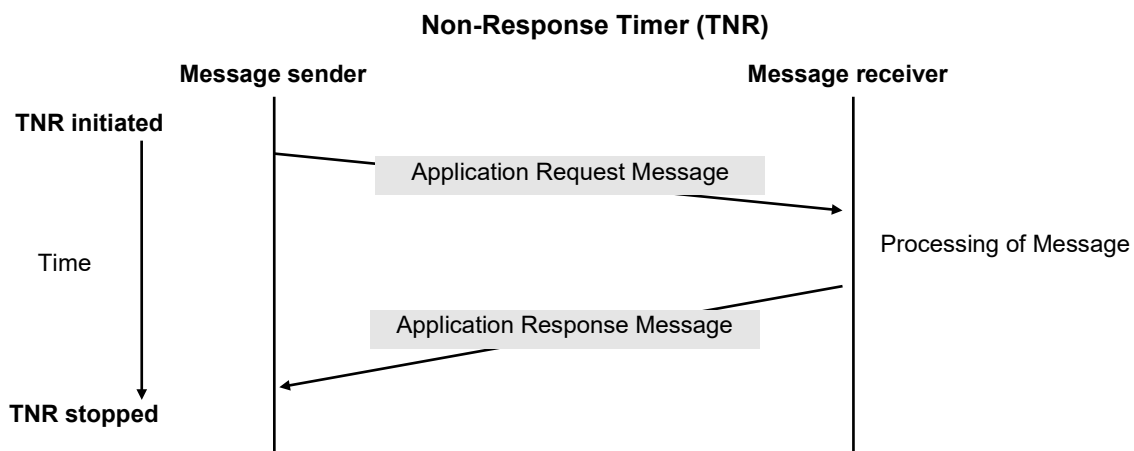 Non-Response Timer (TNR)
Message sender
Message receiver
TNR initiated
Application Request Message
Processing of Message
Time
Application Response Message
TNR stopped